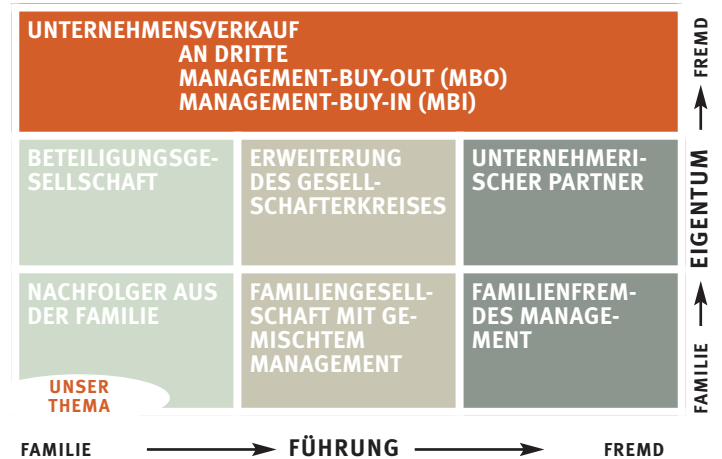 UNTERNEHMENSVERKAUF
AN DRITTE
MANAGEMENT-BUY-OUT (MBO)
MANAGEMENT-BUY-IN (MBI)
BETEILIGUNGSGE-
SELLSCHAFT
ERWEITERUNG
DES GESELL-
SCHAFTERKREISES
UNTERNEHMERI-
SCHER PARTNER
NACHFOLGER AUS
DER FAMILIE
FAMILIENGESELL-
SCHAFT MIT GE-
MISCHTEM
MANAGEMENT
FAMILIENFREM-
DES MANAGE-
MENT
UNSER
THEMA
FAMILIE
FÜHRUNG
FREMD
FAMILIE
EIGENTUM
FREMD